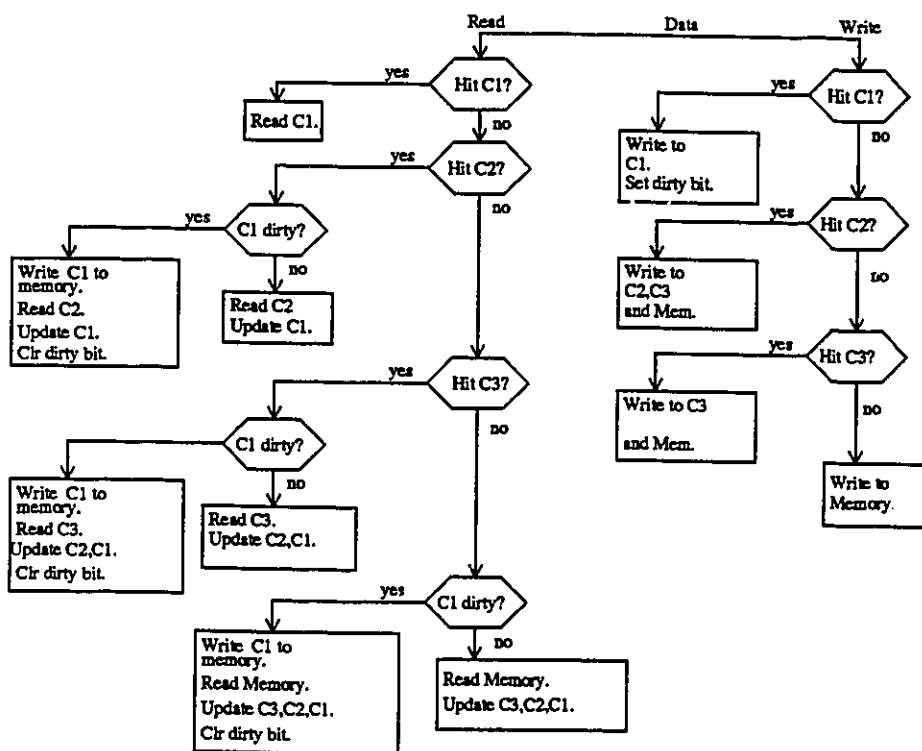 Read Data Write
yes Hit C1?
Read C1.
no
yes Hit C2?
no
yes C1 dirty?
no
Write C1 to
memory.
Read C2.
Update C1.
Clr dirty bit.
Read C2
Update C1.
yes Hit C3?
no
yes C1 dirty?
no
Write C1 to
memory.
Read C3.
Update C2,C1.
Clr dirty bit.
Read C3.
Update C2,C1.
yes C1 dirty?
no
Write C1 to
memory.
Read Memory.
Update C3,C2,C1.
Clr dirty bit.
Read Memory.
Update C3,C2,C1.
yes Hit C1?
no
Write to
C1.
Set dirty bit.
yes Hit C2?
no
Write to
C2,C3
and Mem.
yes Hit C3?
no
Write to C3
and Mem.
Write to
Memory.